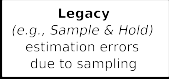 Legacy
(e.g., Sample & Hold)
estimation errors
due to sampling